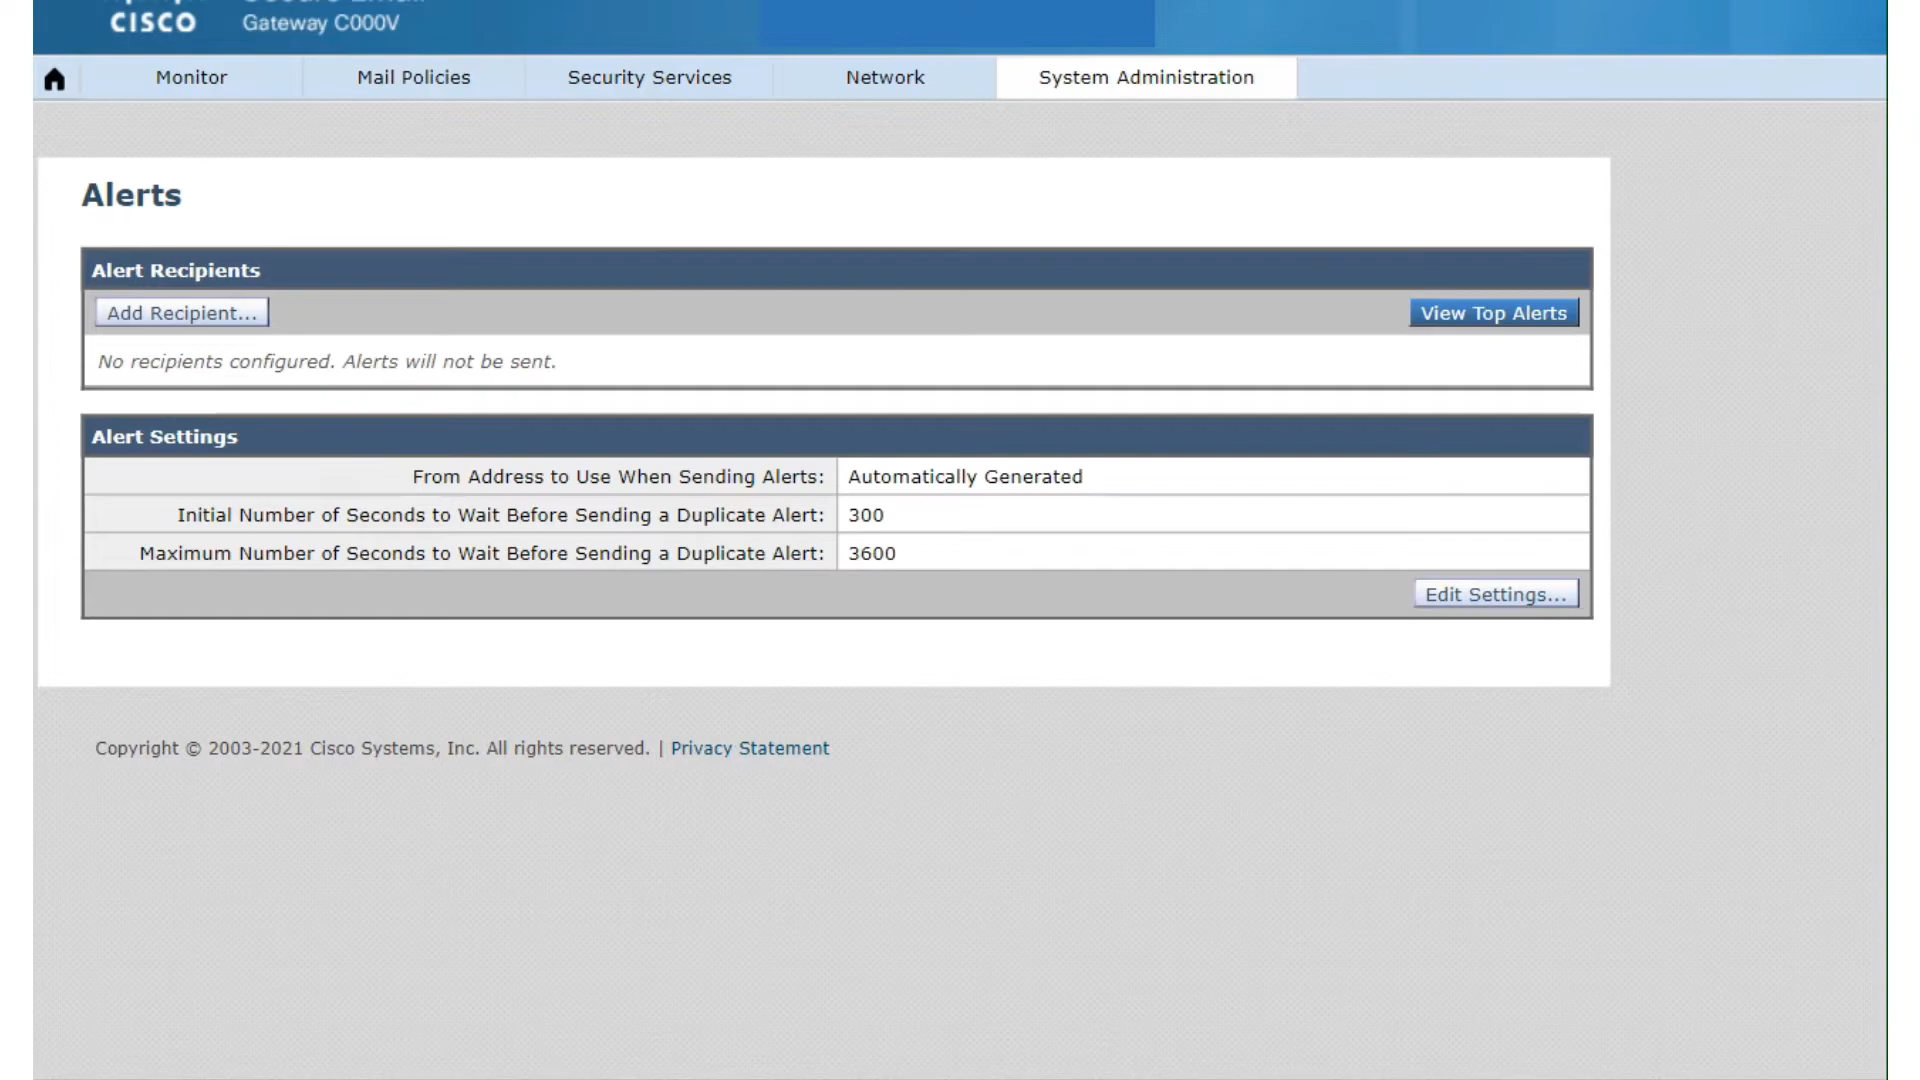 CISCO
Gateway C000V
Monitor
Mail Policies
Security Services
Network
System Administration
Alerts
Alert Recipients
Add Recipient...
View Top Alerts
No recipients configured. Alerts will not be sent.
Alert Settings
From Address to Use When Sending Alerts: Automatically Generated
Initial Number of Seconds to Wait Before Sending a Duplicate Alert: 300
Maximum Number of Seconds to Wait Before Sending a Duplicate Alert: 3600
Edit Settings...
Copyright © 2003-2021 Cisco Systems, Inc. All rights reserved. | Privacy Statement